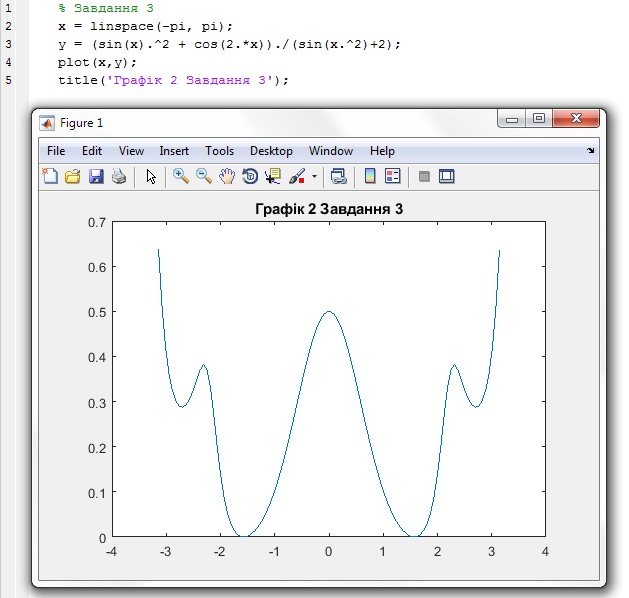 1 % Завдання 3
2 x = linspace(-pi, pi);
3 y = (sin(x).^2 + cos(2.*x))./(sin(x.^2)+2);
4 plot(x,y);
5 title('Графік 2 Завдання 3');
Figure 1
File Edit View Insert Tools Desktop Window Help
Графік 2 Завдання 3
0.7
0.6
0.5
0.4
0.3
0.2
0.1
0
-4 -3 -2 -1 0 1 2 3 4